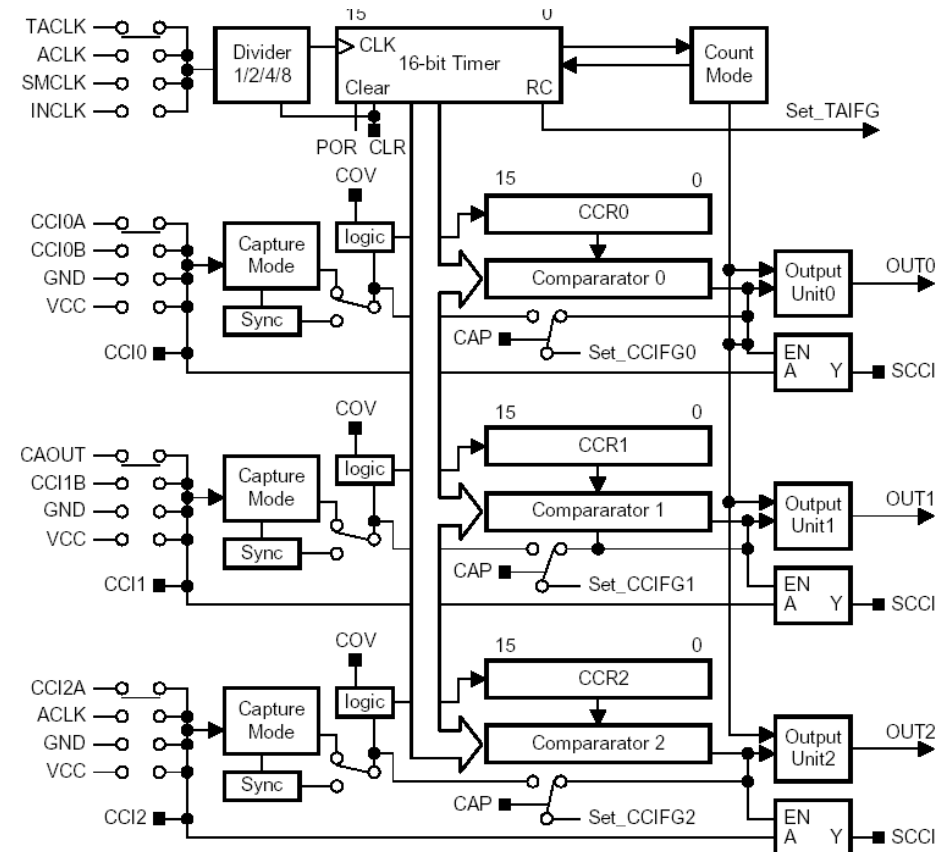 15 0
TACLK
ACLK
SMCLK
INCLK
Divider
1/2/4/8
CLK
16-bit Timer
Clear RC
Count
Mode
Set_TAIFG
POR CLR
COV
15 0
CCI0A
CCI0B
GND
VCC
CCI0
Capture
Mode
Sync
logic
CCR0
Compararator 0
CAP
Set_CCIFG0
Output
Unit0
OUT0
EN
A Y
SCCI
COV
15 0
CAOUT
CCI1B
GND
VCC
CCI1
Capture
Mode
Sync
logic
CCR1
Compararator 1
CAP
Set_CCIFG1
Output
Unit1
OUT1
EN
A Y
SCCI
COV
15 0
CCI2A
ACLK
GND
VCC
CCI2
Capture
Mode
Sync
logic
CCR2
Compararator 2
CAP
Set_CCIFG2
Output
Unit2
OUT2
EN
A Y
SCCI